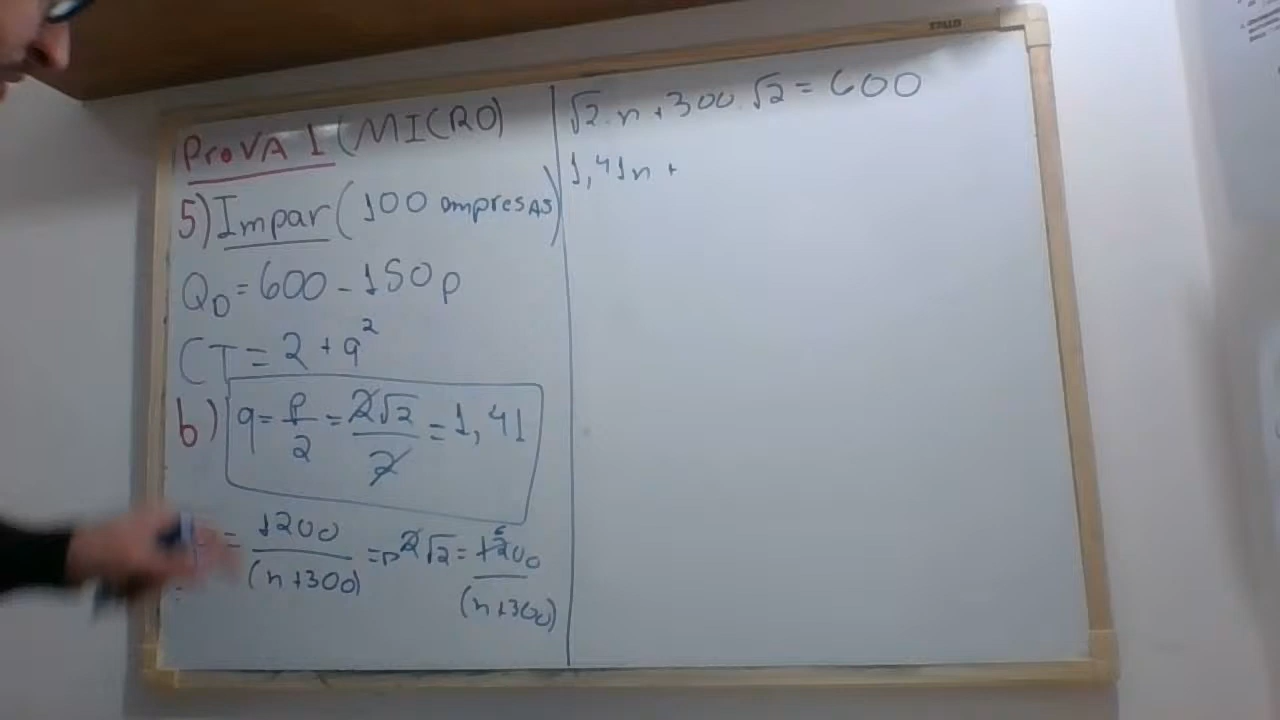 Prova 1 (MICRO)
5) Impar (100 empresas)
Q_D = 600 - 150p
CT = 2 + q²
b) q = p/2 = 2√2/2 = 1,41
= 1200/(n+300) => 2√2 = 1200/(n+300)
√2.n + 300.√2 = 600
1,41n +